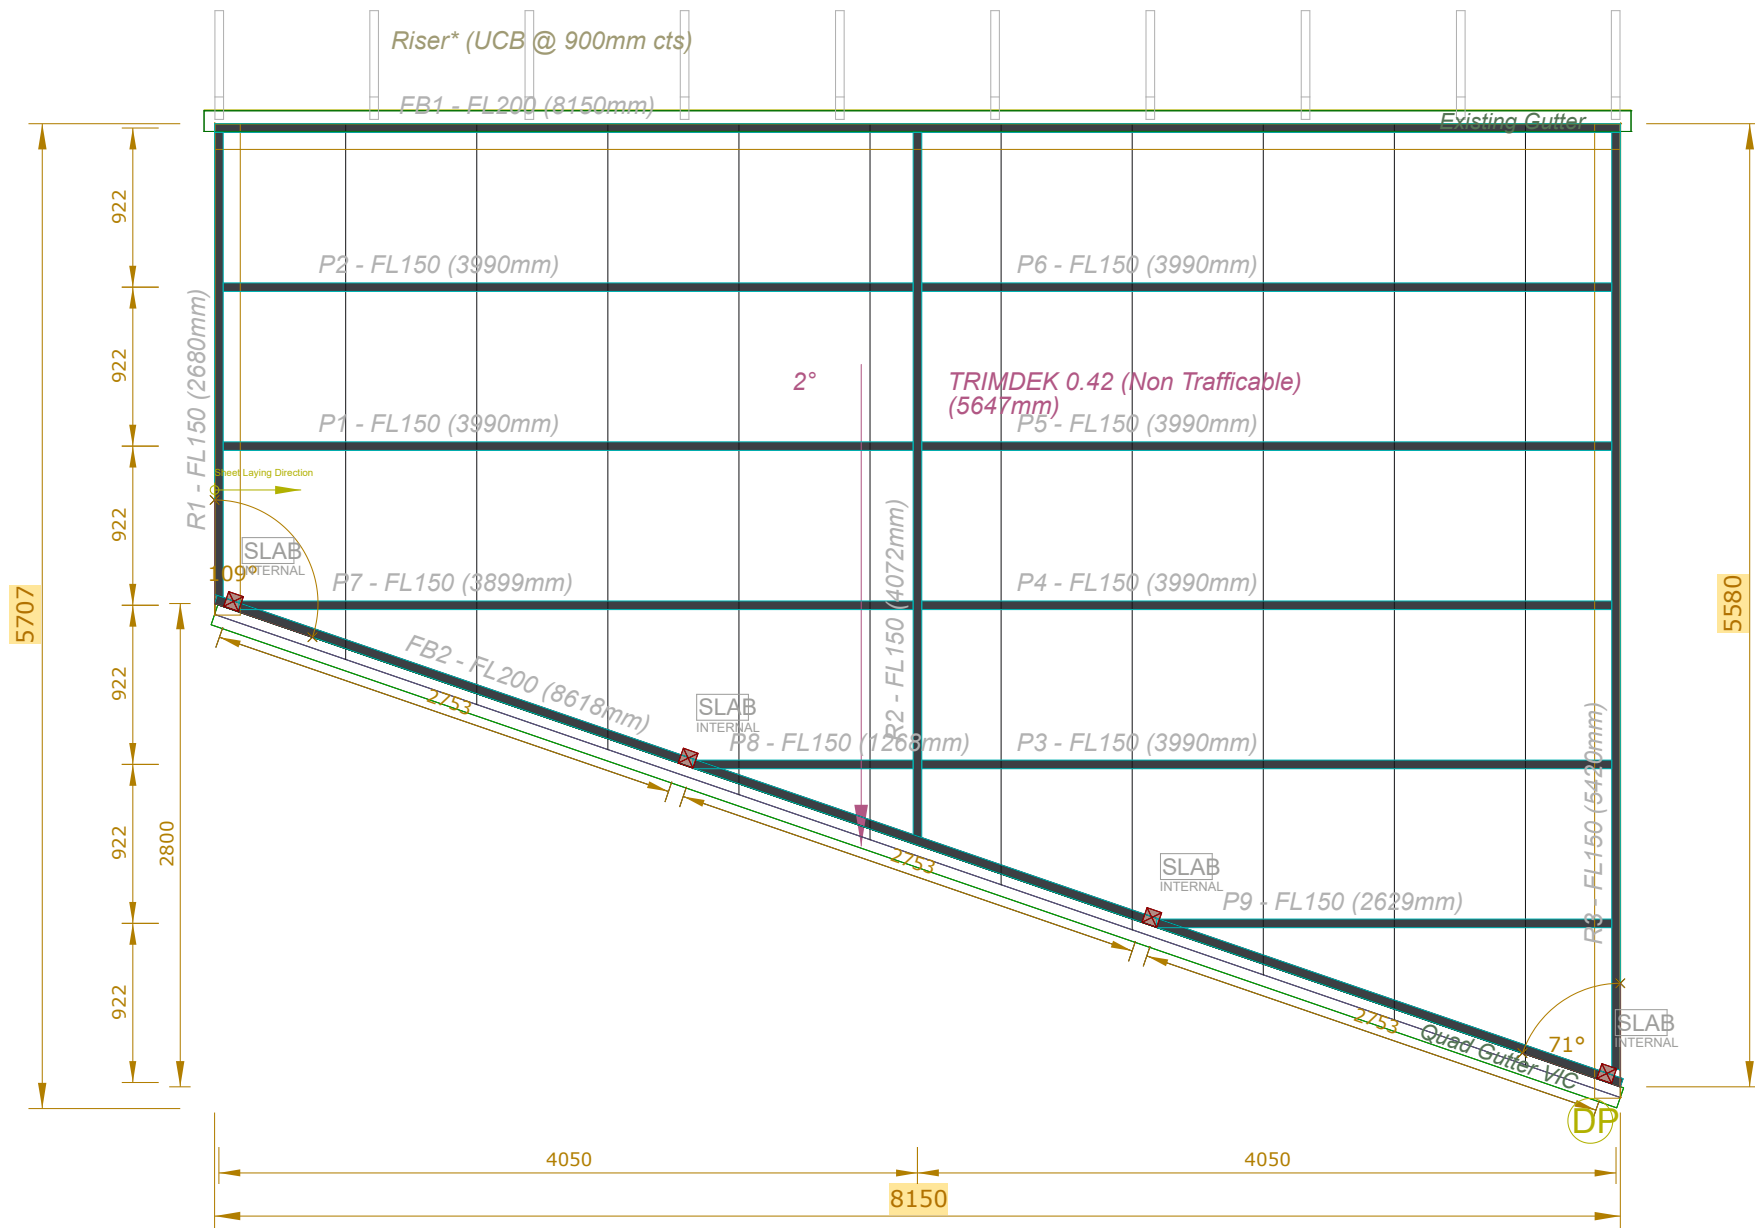 Riser* (UCB @ 900mm cts)
FB1 - FL200 (8150mm)
Existing Gutter
922
P2 - FL150 (3990mm)
P6 - FL150 (3990mm)
R1 - FL150 (2680mm)
922
2°
TRIMDEK 0.42 (Non Trafficable)
(5647mm)
P1 - FL150 (3990mm)
P5 - FL150 (3990mm)
Sheet Laying Direction
922
SLAB
INTERNAL
109°
P7 - FL150 (3899mm)
P4 - FL150 (3990mm)
R2 - FL150 (4072mm)
5707
5580
922
FB2 - FL200 (8618mm)
2753
SLAB
INTERNAL
P8 - FL150 (1268mm)
P3 - FL150 (3990mm)
R3 - FL150 (5420mm)
922
2800
2753
SLAB
INTERNAL
P9 - FL150 (2629mm)
922
2753
Quad Gutter VIC
71°
SLAB
INTERNAL
DP
4050
4050
8150